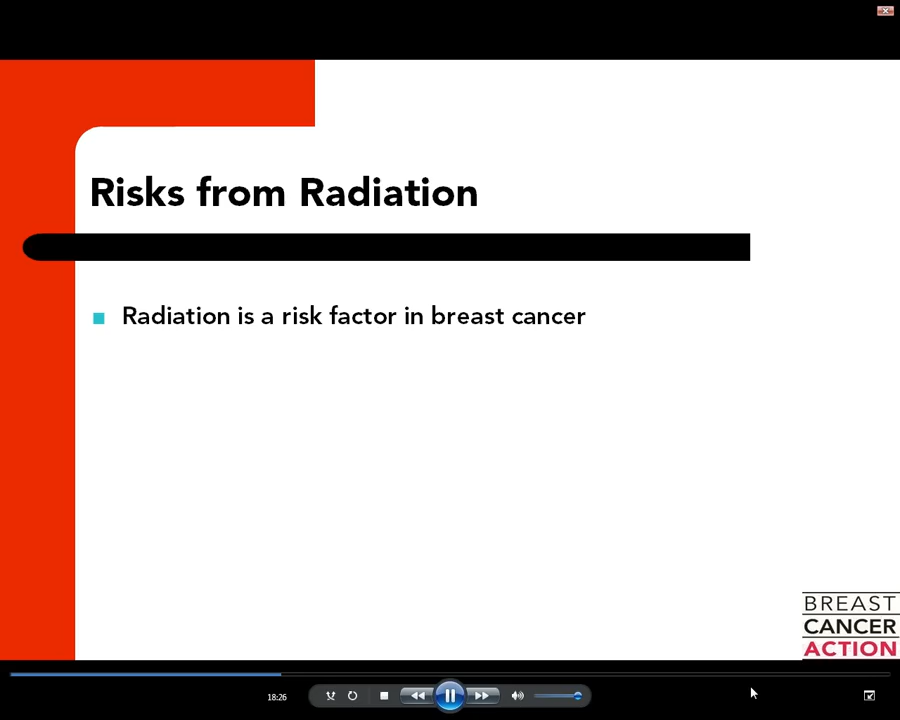 Risks from Radiation
Radiation is a risk factor in breast cancer
BREAST
CANCER
ACTION
18:26